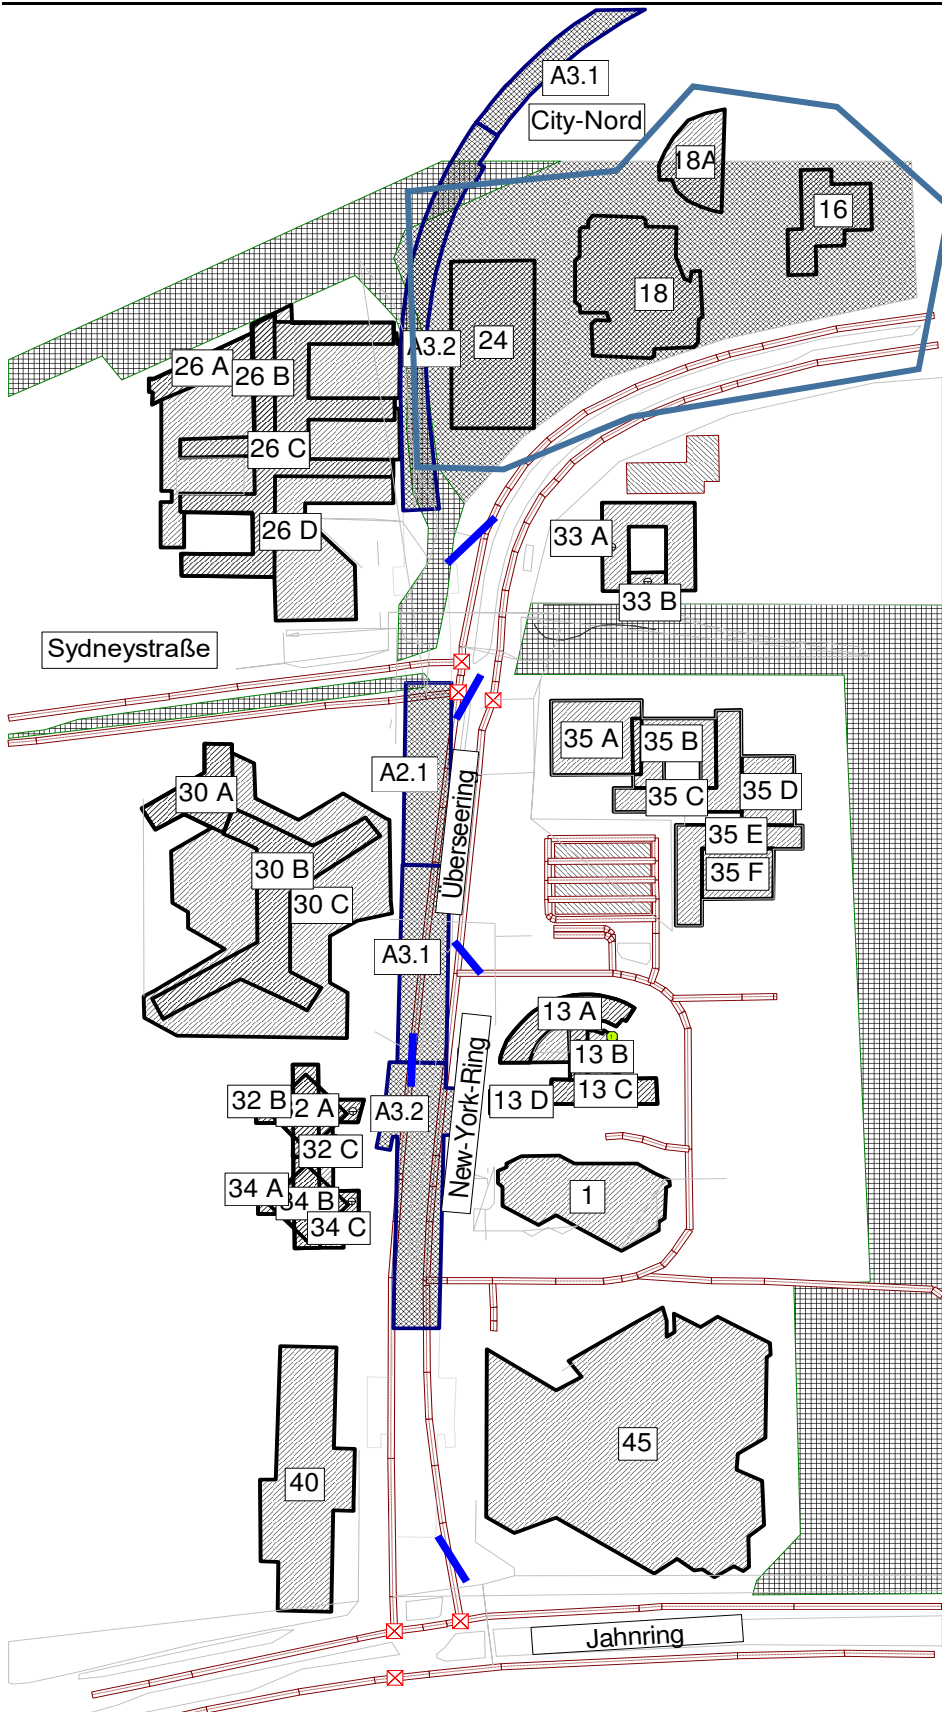 A3.1
City-Nord
18A
16
18
24
A3.2
26 A
26 B
26 C
26 D
33 A
33 B
Sydneystraße
35 A
35 B
A2.1
30 A
35 C
35 D
Überseering
35 E
30 B
35 F
30 C
A3.1
13 A
13 B
New-York-Ring
13 C
13 D
32 B
32 A
A3.2
32 C
34 A
34 B
1
34 C
45
40
Jahnring